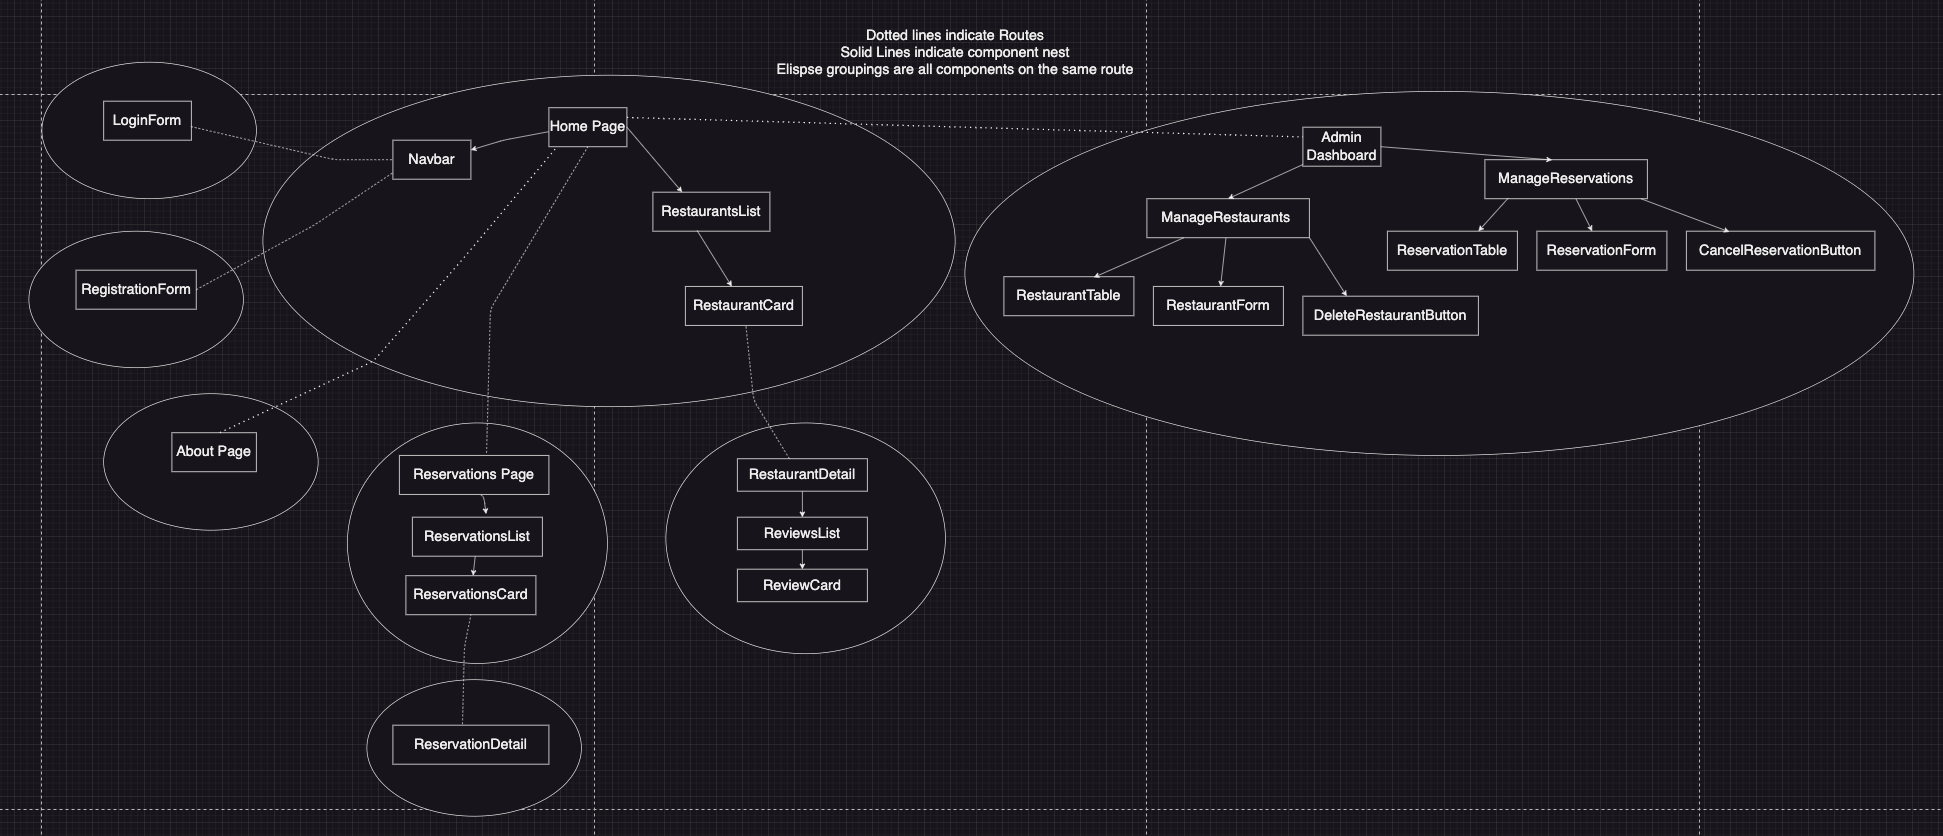 Dotted lines indicate Routes
Solid Lines indicate component nest
Elispse groupings are all components on the same route
LoginForm
Home Page
Navbar
RestaurantsList
RegistrationForm
RestaurantCard
About Page
Reservations Page
ReservationsList
ReservationsCard
ReservationDetail
RestaurantDetail
ReviewsList
ReviewCard
Admin
Dashboard
ManageReservations
ManageRestaurants
ReservationTable
ReservationForm
CancelReservationButton
RestaurantTable
RestaurantForm
DeleteRestaurantButton